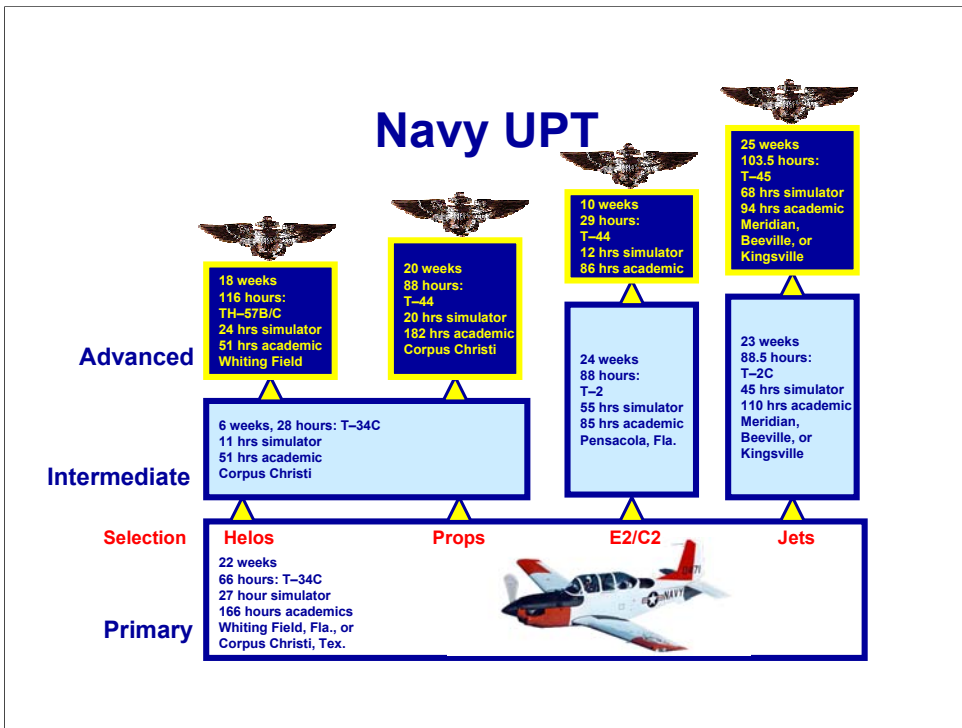 Navy UPT
25 weeks
103.5 hours:
T–45
68 hrs simulator
94 hrs academic
Meridian,
Beeville, or
Kingsville
10 weeks
29 hours:
T–44
12 hrs simulator
86 hrs academic
20 weeks
88 hours:
T–44
20 hrs simulator
182 hrs academic
Corpus Christi
18 weeks
116 hours:
TH–57B/C
24 hrs simulator
51 hrs academic
Whiting Field
Advanced
24 weeks
88 hours:
T–2
55 hrs simulator
85 hrs academic
Pensacola, Fla.
23 weeks
88.5 hours:
T–2C
45 hrs simulator
110 hrs academic
Meridian,
Beeville, or
Kingsville
6 weeks, 28 hours: T–34C
11 hrs simulator
51 hrs academic
Corpus Christi
Intermediate
Selection Helos Props E2/C2 Jets
22 weeks
66 hours: T–34C
27 hour simulator
166 hours academics
Whiting Field, Fla., or
Corpus Christi, Tex.
Primary
NAVY